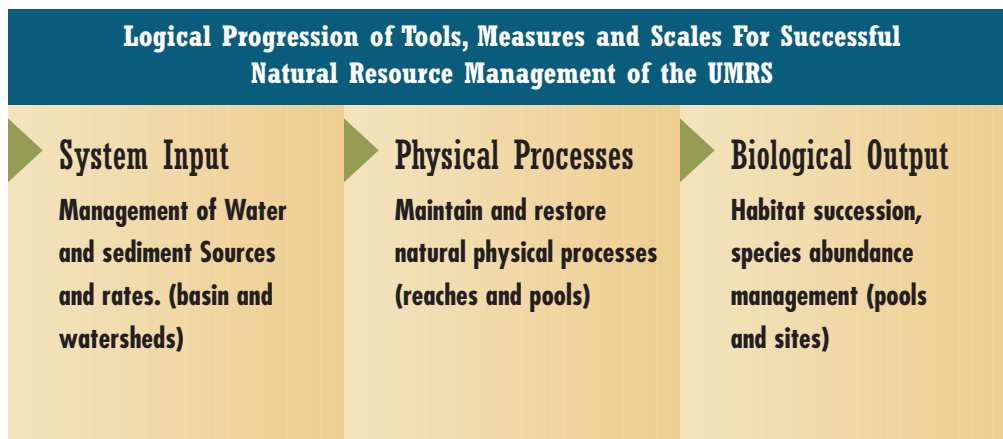 Logical Progression of Tools, Measures and Scales For Successful
Natural Resource Management of the UMRS
System Input
Management of Water
and sediment Sources
and rates. (basin and
watersheds)
Physical Processes
Maintain and restore
natural physical processes
(reaches and pools)
Biological Output
Habitat succession,
species abundance
management (pools
and sites)